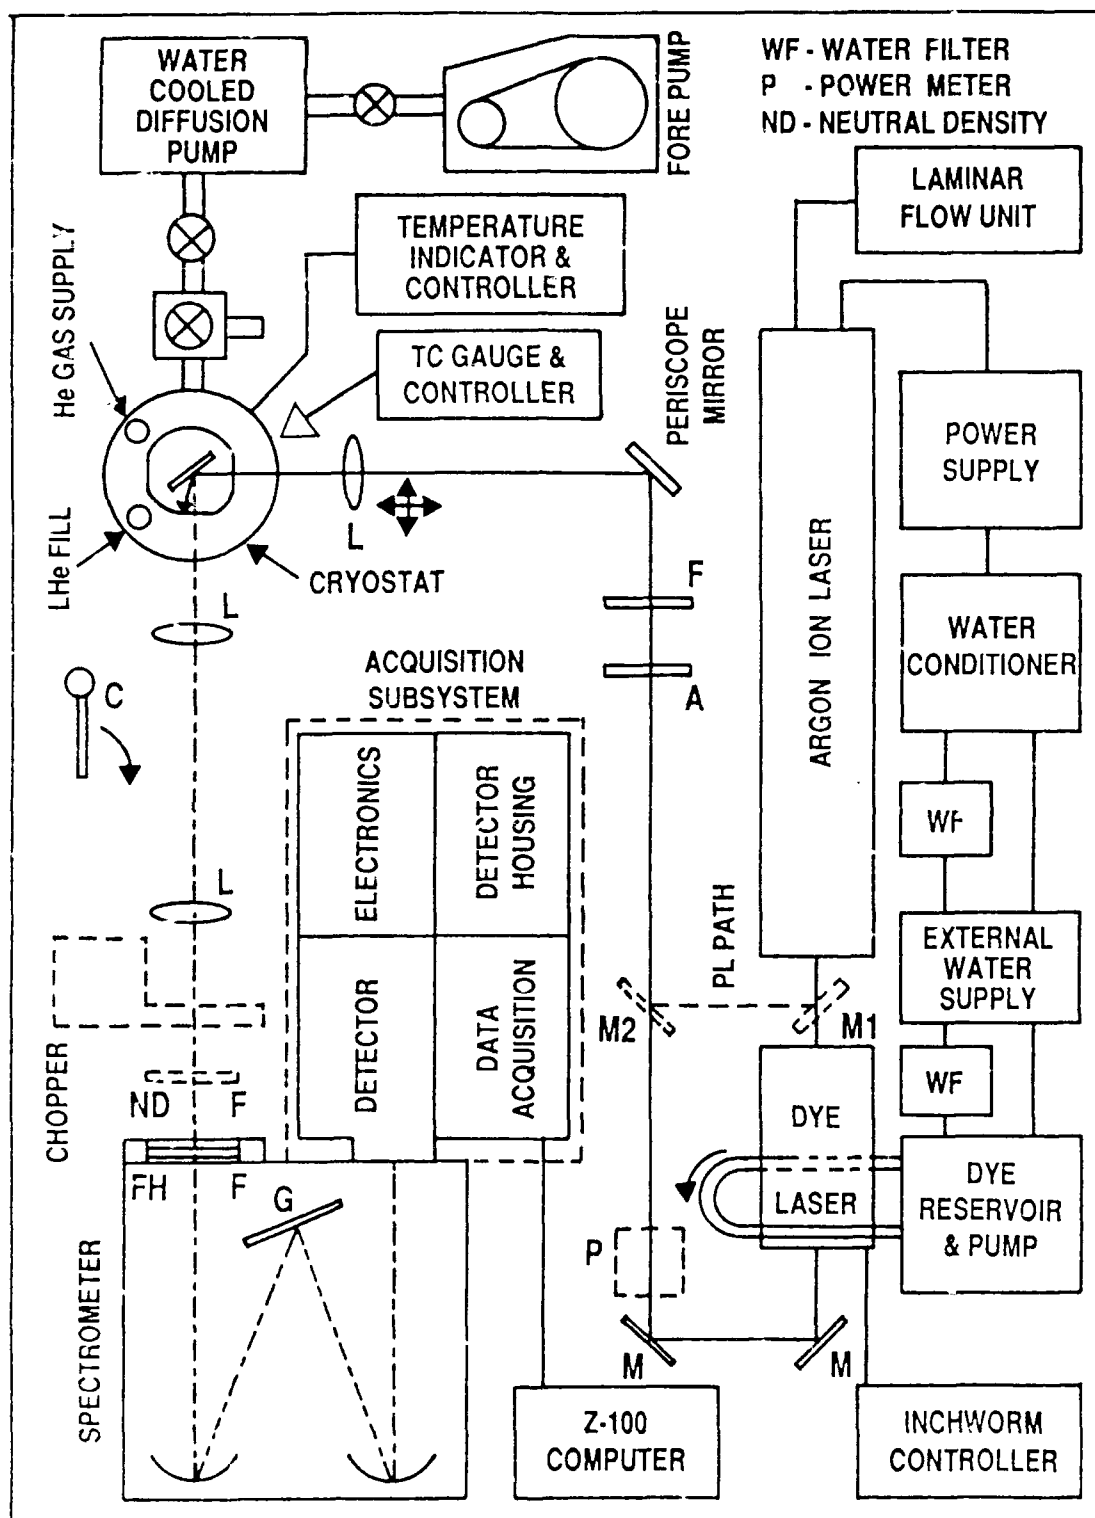 WATER
COOLED
DIFFUSION
PUMP
FORE PUMP
WF - WATER FILTER
P - POWER METER
ND - NEUTRAL DENSITY
LAMINAR
FLOW UNIT
TEMPERATURE
INDICATOR &
CONTROLLER
He GAS SUPPLY
TC GAUGE &
CONTROLLER
PERISCOPE
MIRROR
POWER
SUPPLY
LHe FILL
L
CRYOSTAT
L
F
A
ARGON ION LASER
WATER
CONDITIONER
C
ACQUISITION
SUBSYSTEM
ELECTRONICS
DETECTOR
HOUSING
WF
L
PL PATH
EXTERNAL
WATER
SUPPLY
CHOPPER
DETECTOR
DATA
ACQUISITION
M2
M1
WF
ND F
DYE
LASER
DYE
RESERVOIR
& PUMP
FH F
G
P
SPECTROMETER
M
M
Z-100
COMPUTER
INCHWORM
CONTROLLER